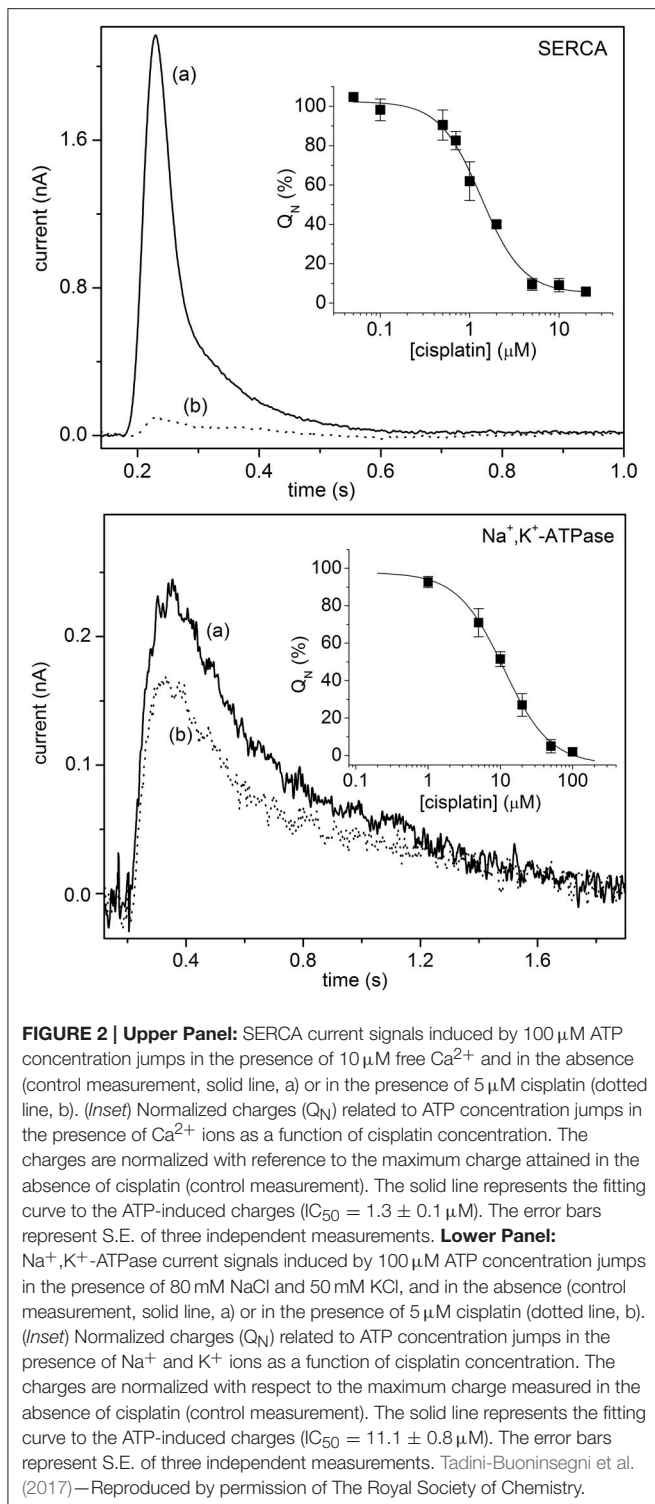 SERCA
(a)
(b)
1.6
0.8
0.0
current (nA)
0.2 0.4 0.6 0.8 1.0
time (s)
100
80
60
40
20
0
Q_N (%)
0.1 1 10
[cisplatin] (μM)
Na⁺,K⁺-ATPase
(a)
(b)
0.2
0.1
0.0
current (nA)
0.4 0.8 1.2 1.6
time (s)
100
80
60
40
20
0
Q_N (%)
0.1 1 10 100
[cisplatin] (μM)
FIGURE 2 | Upper Panel: SERCA current signals induced by 100 μM ATP
concentration jumps in the presence of 10 μM free Ca²⁺ and in the absence
(control measurement, solid line, a) or in the presence of 5 μM cisplatin (dotted
line, b). (Inset) Normalized charges (Q_N) related to ATP concentration jumps in
the presence of Ca²⁺ ions as a function of cisplatin concentration. The
charges are normalized with reference to the maximum charge attained in the
absence of cisplatin (control measurement). The solid line represents the fitting
curve to the ATP-induced charges (IC₅₀ = 1.3 ± 0.1 μM). The error bars
represent S.E. of three independent measurements. Lower Panel:
Na⁺,K⁺-ATPase current signals induced by 100 μM ATP concentration jumps
in the presence of 80 mM NaCl and 50 mM KCl, and in the absence (control
measurement, solid line, a) or in the presence of 5 μM cisplatin (dotted line, b).
(Inset) Normalized charges (Q_N) related to ATP concentration jumps in the
presence of Na⁺ and K⁺ ions as a function of cisplatin concentration. The
charges are normalized with respect to the maximum charge measured in the
absence of cisplatin (control measurement). The solid line represents the fitting
curve to the ATP-induced charges (IC₅₀ = 11.1 ± 0.8 μM). The error bars
represent S.E. of three independent measurements. Tadini-Buoninsegni et al.
(2017)—Reproduced by permission of The Royal Society of Chemistry.